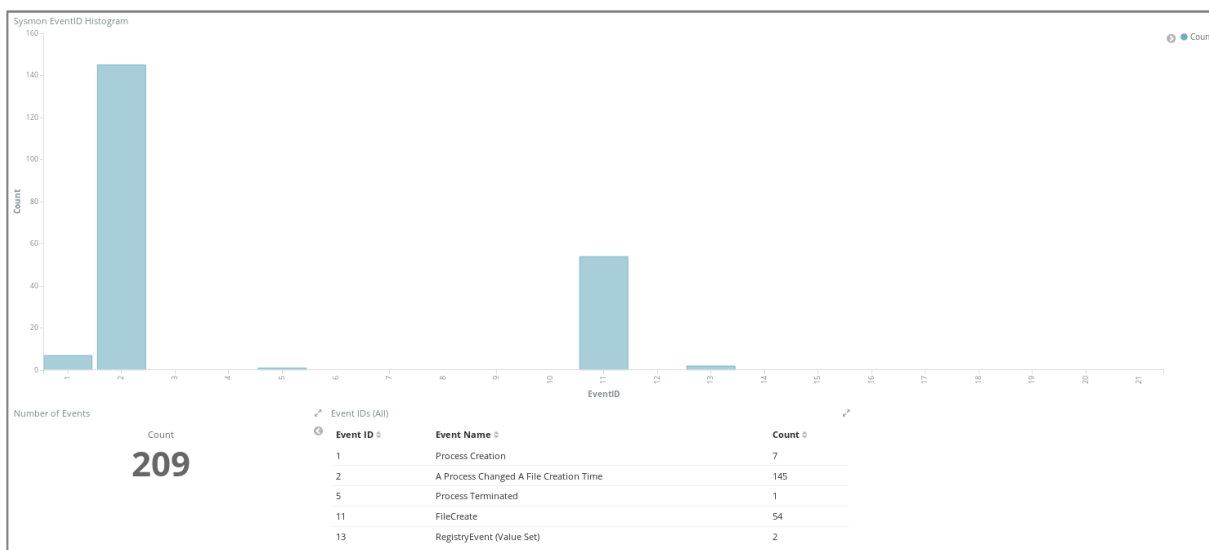 Sysmon EventID Histogram
160
140
120
100
80
60
40
20
0
Count
Coun
1 2 3 4 5 6 7 8 9 10 11 12 13 14 15 16 17 18 19 20 21
EventID
Number of Events
Count
209
Event IDs (All)
Event ID Event Name Count
1 Process Creation 7
2 A Process Changed A File Creation Time 145
5 Process Terminated 1
11 FileCreate 54
13 RegistryEvent (Value Set) 2